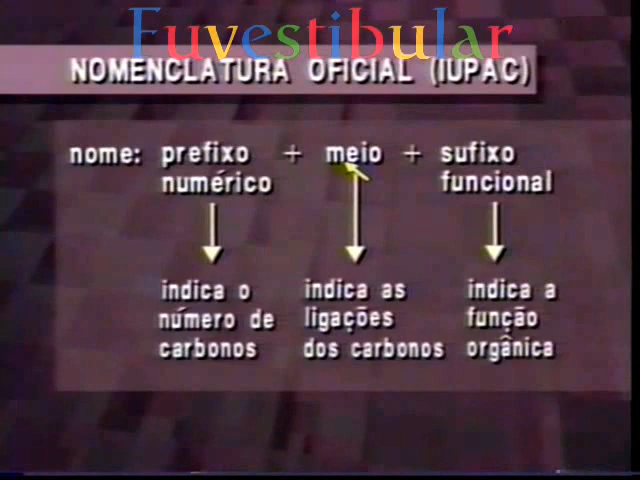 Fuvestibular
NOMENCLATURA OFICIAL (IUPAC)
nome: prefixo + meio + sufixo
numérico funcional
indica o indica as indica a
número de ligações função
carbonos dos carbonos orgânica